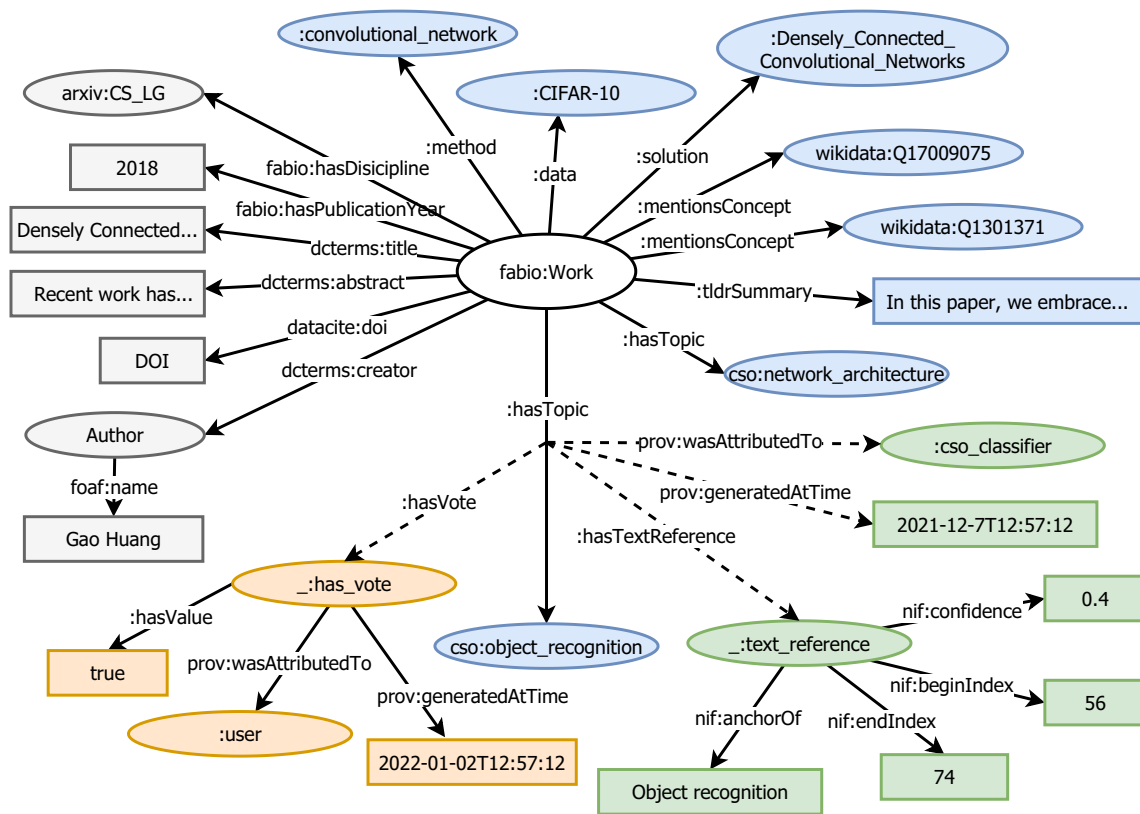 :convolutional_network
:Densely_Connected_
Convolutional_Networks
arxiv:CS_LG
:CIFAR-10
:method
:solution
2018
fabio:hasDisicipline
:data
wikidata:Q17009075
fabio:hasPublicationYear
:mentionsConcept
Densely Connected...
dcterms:title
:mentionsConcept
wikidata:Q1301371
fabio:Work
Recent work has...
dcterms:abstract
:tldrSummary
In this paper, we embrace...
datacite:doi
:hasTopic
DOI
dcterms:creator
cso:network_architecture
:hasTopic
Author
prov:wasAttributedTo
:cso_classifier
foaf:name
:hasVote
prov:generatedAtTime
2021-12-7T12:57:12
Gao Huang
:hasTextReference
_:has_vote
nif:confidence
0.4
:hasValue
cso:object_recognition
_:text_reference
true
prov:wasAttributedTo
nif:beginIndex
56
prov:generatedAtTime
nif:anchorOf
nif:endIndex
:user
2022-01-02T12:57:12
74
Object recognition